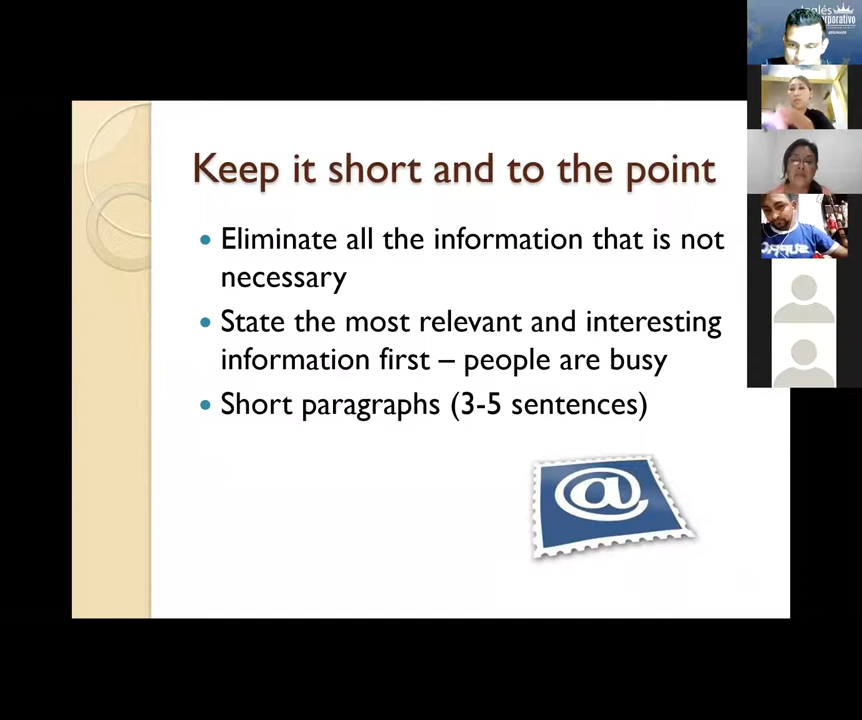 Keep it short and to the point
• Eliminate all the information that is not
necessary
• State the most relevant and interesting
information first – people are busy
• Short paragraphs (3-5 sentences)
@